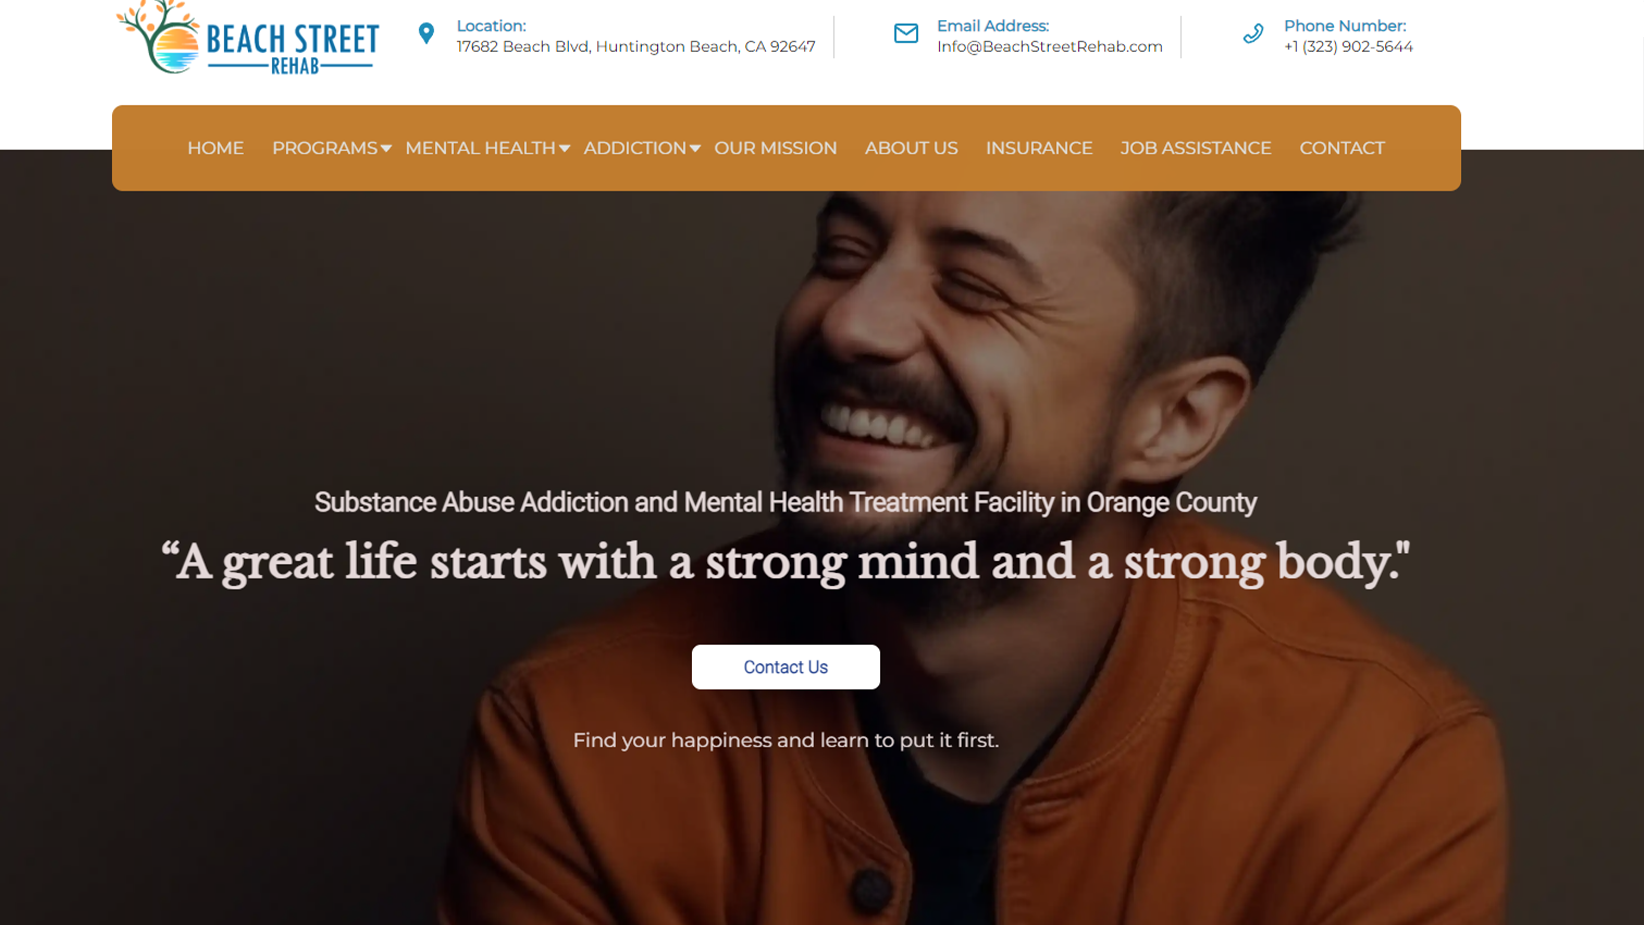 BEACH STREET
REHAB
Location:
17682 Beach Blvd, Huntington Beach, CA 92647
Email Address:
Info@BeachStreetRehab.com
Phone Number:
+1 (323) 902-5644
HOME PROGRAMS MENTAL HEALTH ADDICTION OUR MISSION ABOUT US INSURANCE JOB ASSISTANCE CONTACT
Substance Abuse Addiction and Mental Health Treatment Facility in Orange County
“A great life starts with a strong mind and a strong body."
Contact Us
Find your happiness and learn to put it first.